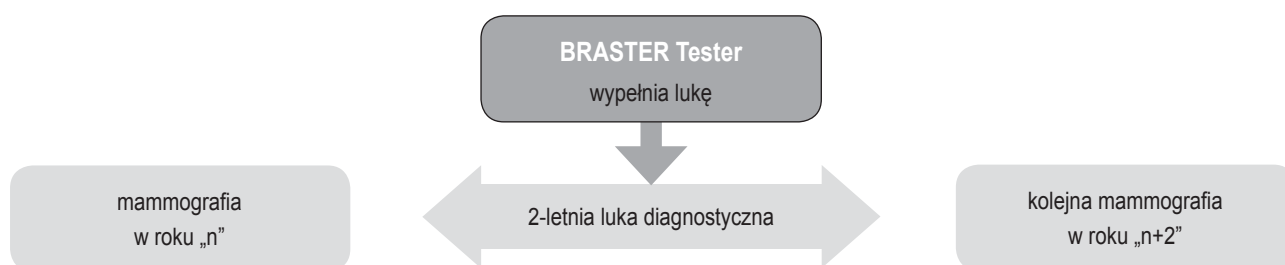 BRASTER Tester
wypełnia lukę
mammografia
w roku „n”
2-letnia luka diagnostyczna
kolejna mammografia
w roku „n+2”